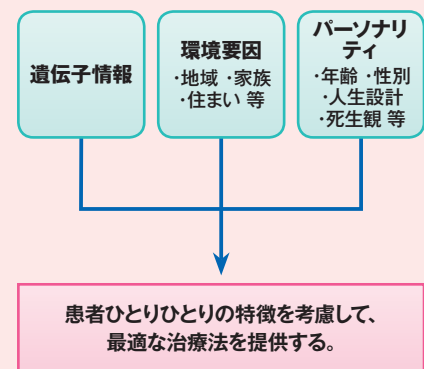 遺伝子情報
環境要因
・地域 ・家族
・住まい 等
パーソナリ
ティ
・年齢 ・性別
・人生設計
・死生観 等
患者ひとりひとりの特徴を考慮して、
最適な治療法を提供する。